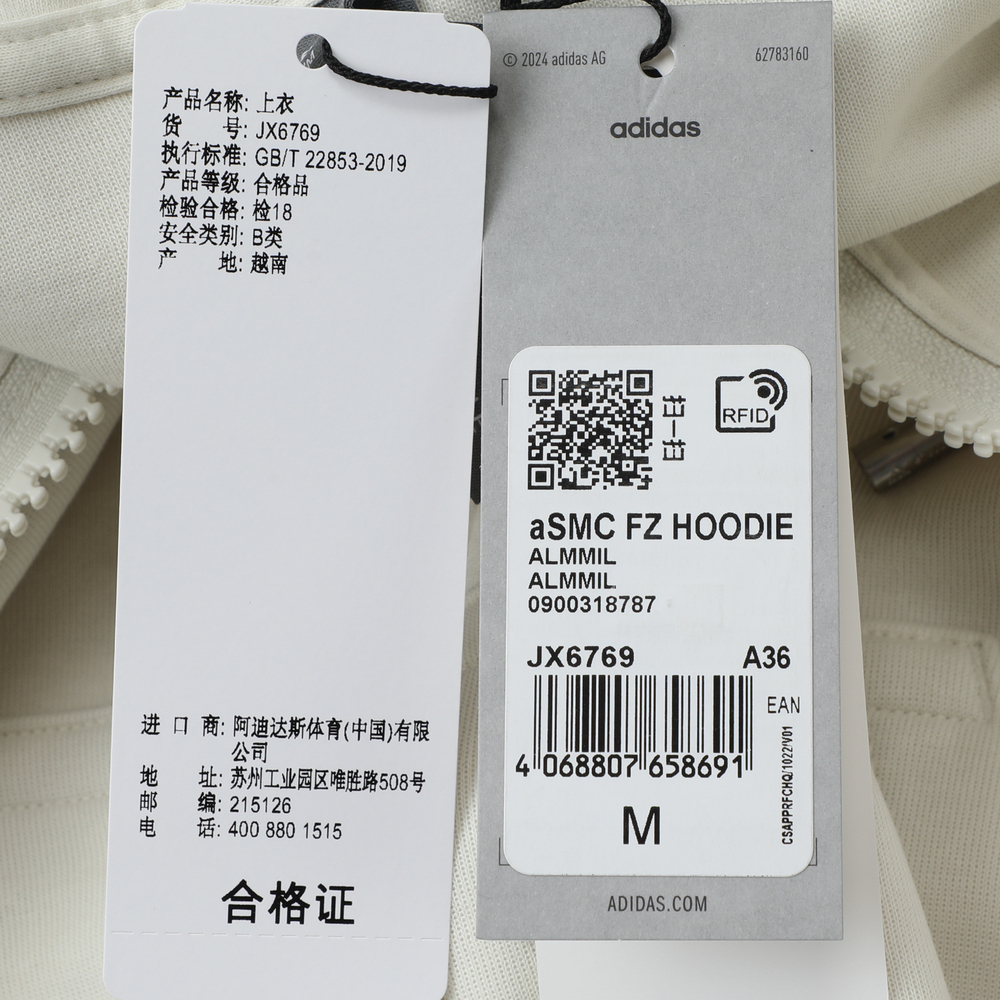 产品名称: 上衣
货 号: JX6769
执行标准: GB/T 22853-2019
产品等级: 合格品
检验合格: 检18
安全类别: B类
产 地: 越南
进 口 商: 阿迪达斯体育(中国)有限
公司
地 址: 苏州工业园区唯胜路508号
邮 编: 215126
电 话: 400 880 1515
合格证
© 2024 adidas AG
62783160
adidas
扫一扫
RFID
aSMC FZ HOODIE
ALMMIL
ALMMIL
0900318787
JX6769
A36
EAN
4 068807 658691
CSAPPRFCHQ/1022/V01
M
ADIDAS.COM